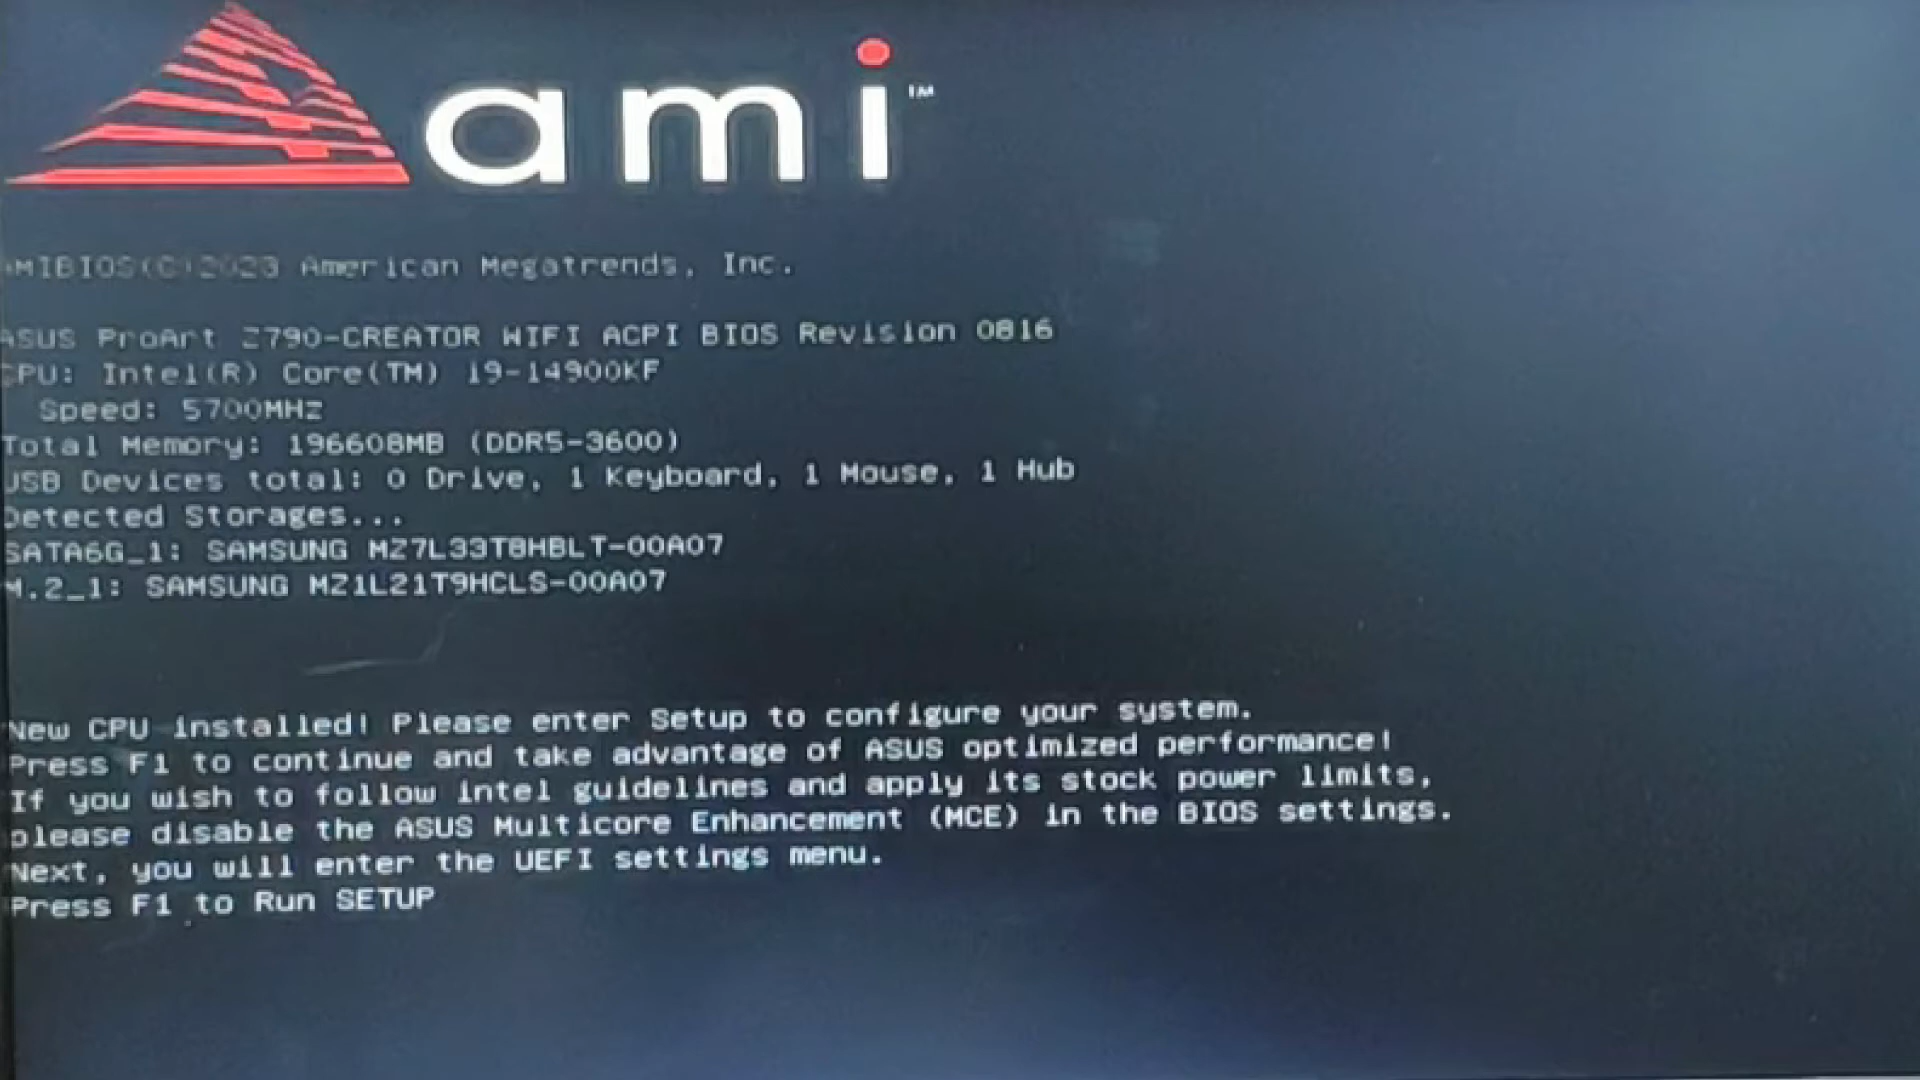 ami™
AMIBIOS(C)2023 American Megatrends, Inc.
ASUS ProArt Z790-CREATOR WIFI ACPI BIOS Revision 0816
CPU: Intel(R) Core(TM) i9-14900KF
Speed: 5700MHz
Total Memory: 196608MB (DDR5-3600)
USB Devices total: 0 Drive, 1 Keyboard, 1 Mouse, 1 Hub
Detected Storages...
SATA6G_1: SAMSUNG MZ7L33T8HBLT-00A07
M.2_1: SAMSUNG MZ1L21T9HCLS-00A07
New CPU installed! Please enter Setup to configure your system.
Press F1 to continue and take advantage of ASUS optimized performance!
If you wish to follow intel guidelines and apply its stock power limits,
please disable the ASUS Multicore Enhancement (MCE) in the BIOS settings.
Next, you will enter the UEFI settings menu.
Press F1 to Run SETUP